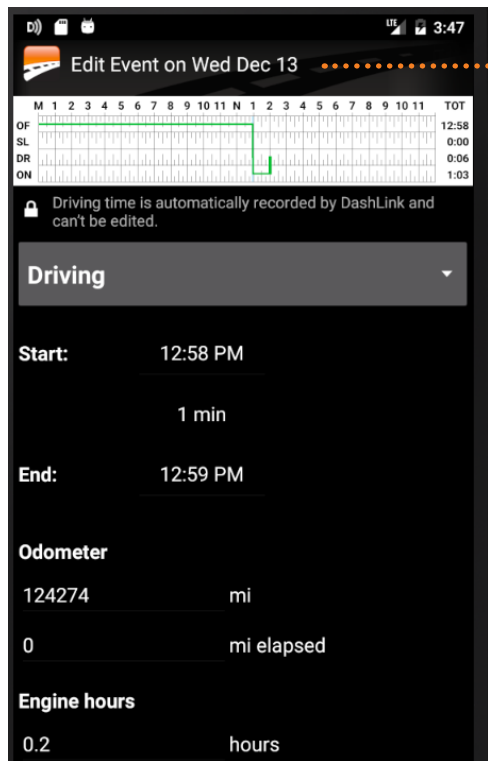 3:47
Edit Event on Wed Dec 13
M 1 2 3 4 5 6 7 8 9 10 11 N 1 2 3 4 5 6 7 8 9 10 11 TOT
OF 12:58
SL 0:00
DR 0:06
ON 1:03
Driving time is automatically recorded by DashLink and
can't be edited.
Driving
Start: 12:58 PM
1 min
End: 12:59 PM
Odometer
124274 mi
0 mi elapsed
Engine hours
0.2 hours